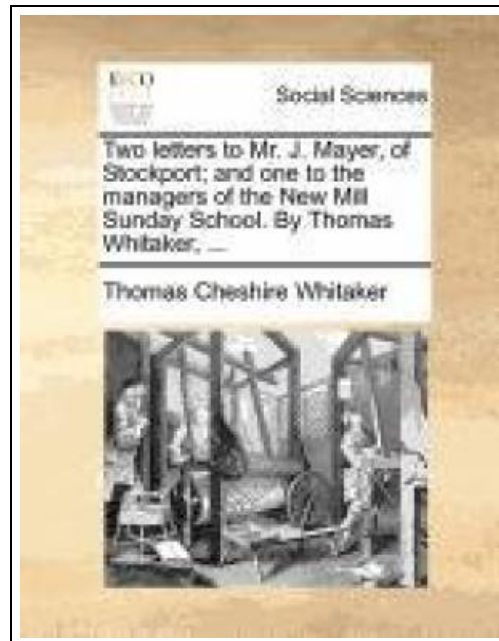 ECCO
Social Sciences
Two letters to Mr. J. Mayer, of
Stockport; and one to the
managers of the New Mill
Sunday School. By Thomas
Whitaker, ...
Thomas Cheshire Whitaker